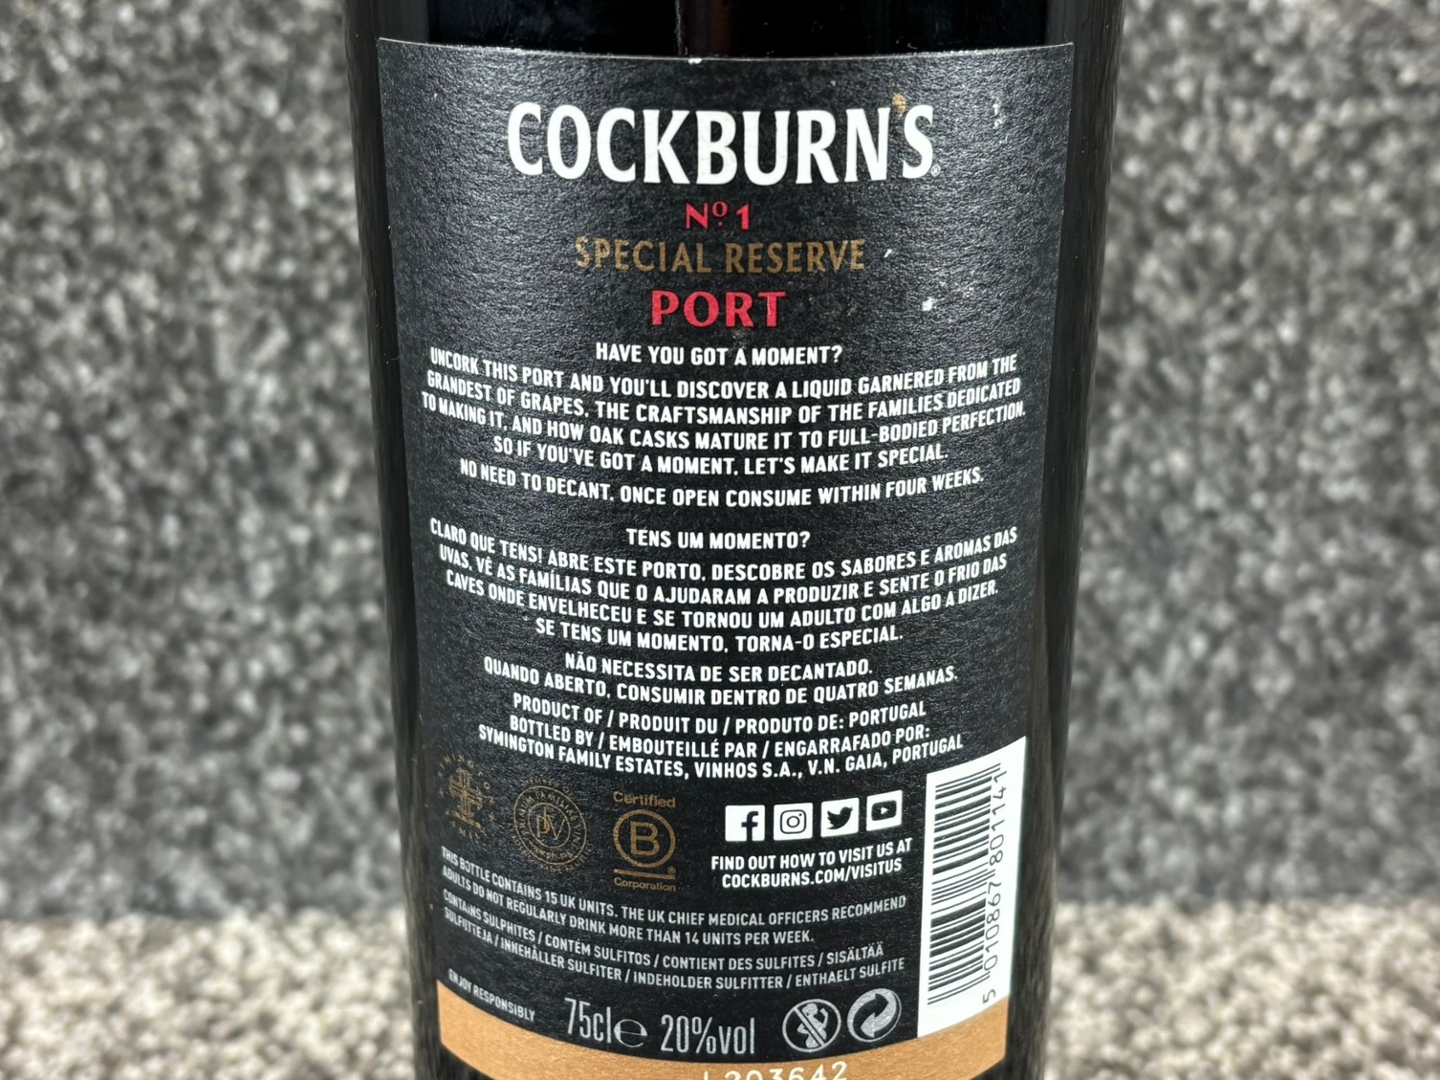 COCKBURN'S
Nº 1
SPECIAL RESERVE
PORT
HAVE YOU GOT A MOMENT?
UNCORK THIS PORT AND YOU'LL DISCOVER A LIQUID GARNERED FROM THE
GRANDEST OF GRAPES, THE CRAFTSMANSHIP OF THE FAMILIES DEDICATED
TO MAKING IT, AND HOW OAK CASKS MATURE IT TO FULL-BODIED PERFECTION.
SO IF YOU'VE GOT A MOMENT, LET'S MAKE IT SPECIAL.
NO NEED TO DECANT. ONCE OPEN CONSUME WITHIN FOUR WEEKS.
TENS UM MOMENTO?
CLARO QUE TENS! ABRE ESTE PORTO, DESCOBRE OS SABORES E AROMAS DAS
UVAS, VÊ AS FAMÍLIAS QUE O AJUDARAM A PRODUZIR E SENTE O FRIO DAS
CAVES ONDE ENVELHECEU E SE TORNOU UM ADULTO COM ALGO A DIZER.
SE TENS UM MOMENTO, TORNA-O ESPECIAL.
NÃO NECESSITA DE SER DECANTADO.
QUANDO ABERTO, CONSUMIR DENTRO DE QUATRO SEMANAS.
PRODUCT OF / PRODUIT DU / PRODUTO DE: PORTUGAL
BOTTLED BY / EMBOUTEILLÉ PAR / ENGARRAFADO POR:
SYMINGTON FAMILY ESTATES, VINHOS S.A., V.N. GAIA, PORTUGAL
Certified
B
Corporation
FIND OUT HOW TO VISIT US AT
COCKBURNS.COM/VISITUS
THIS BOTTLE CONTAINS 15 UK UNITS. THE UK CHIEF MEDICAL OFFICERS RECOMMEND
ADULTS DO NOT REGULARLY DRINK MORE THAN 14 UNITS PER WEEK.
CONTAINS SULPHITES / CONTÉM SULFITOS / CONTIENT DES SULFITES / SISÄLTÄÄ
SULFIITTEJA / INNEHÅLLER SULFITER / INDEHOLDER SULFITTER / ENTHAELT SULFITE
ENJOY RESPONSIBLY
75cl e 20%vol
5 010867 801141
L203642